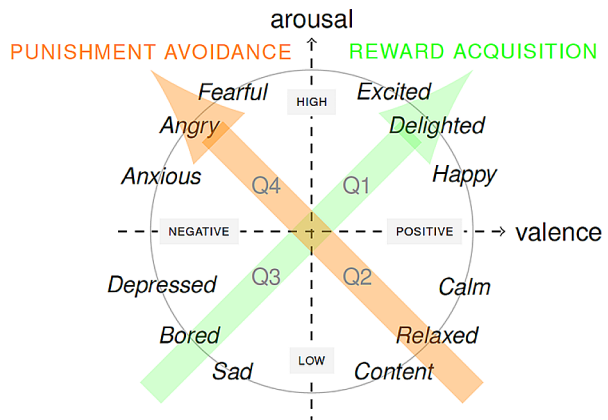 arousal
PUNISHMENT AVOIDANCE
REWARD ACQUISITION
Fearful
HIGH
Excited
Angry
Delighted
Anxious
Q4
Q1
Happy
NEGATIVE
POSITIVE
valence
Depressed
Q3
Q2
Calm
Bored
Relaxed
Sad
LOW
Content